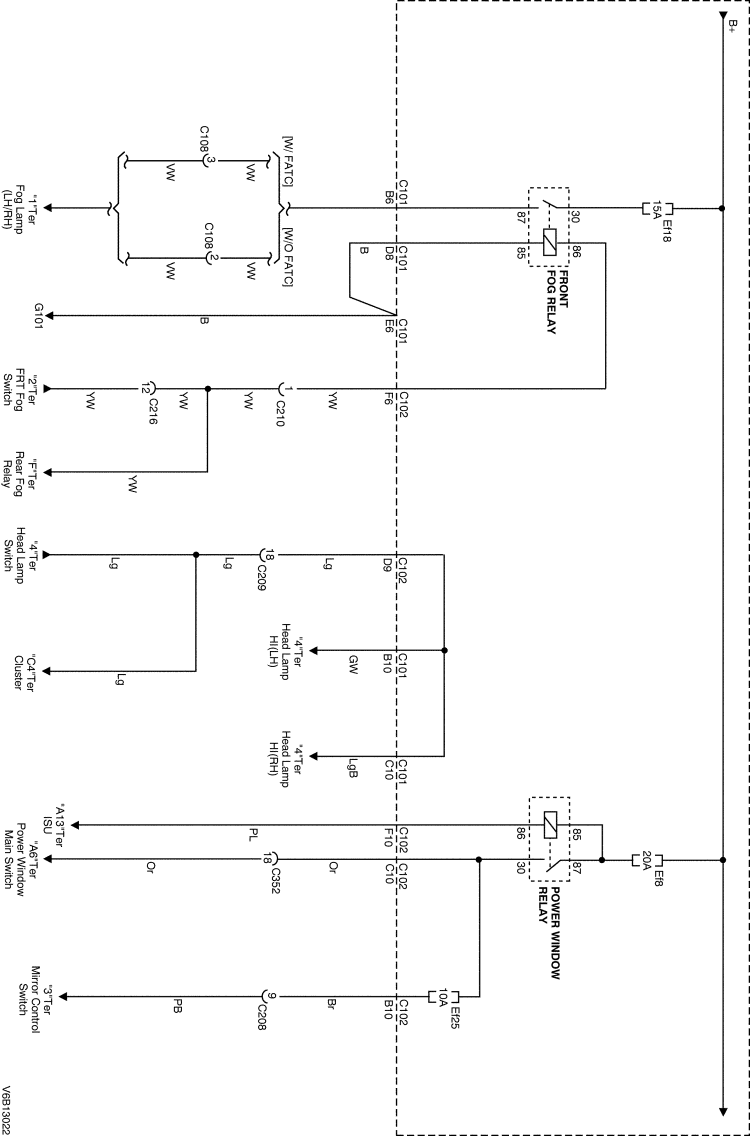 B+
15A
Ef18
20A
Ef8
30
86
87
85
FRONT
FOG RELAY
85
87
86
30
POWER WINDOW
RELAY
10A
Ef25
C101
B6
C101
D8
C101
E6
C102
F6
C102
D9
C101
B10
C101
C10
C102
F10
C102
C10
C102
B10
[W/ FATC]
[W/O FATC]
VW
C108
3
VW
VW
C108
2
VW
B
B
YW
1
C210
YW
YW
12
C216
YW
YW
Lg
18
C209
Lg
Lg
Lg
GW
LgB
PL
Or
18
C352
Or
Br
9
C208
PB
"4"Ter
Head Lamp
HI(LH)
"4"Ter
Head Lamp
HI(RH)
"1"Ter
Fog Lamp
(LH/RH)
G101
"2"Ter
FRT Fog
Switch
"F"Ter
Rear Fog
Relay
"4"Ter
Head Lamp
Switch
"C4"Ter
Cluster
"A13"Ter
ISU
"A6"Ter
Power Window
Main Switch
"3"Ter
Mirror Control
Switch
V6B13022